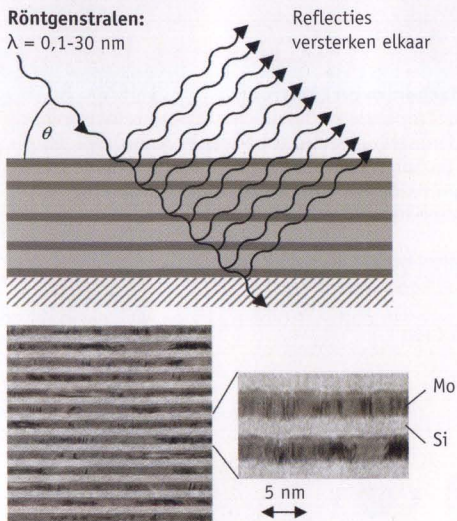 Röntgenstralen:
λ = 0,1-30 nm
Reflecties
versterken elkaar
θ
Mo
Si
5 nm